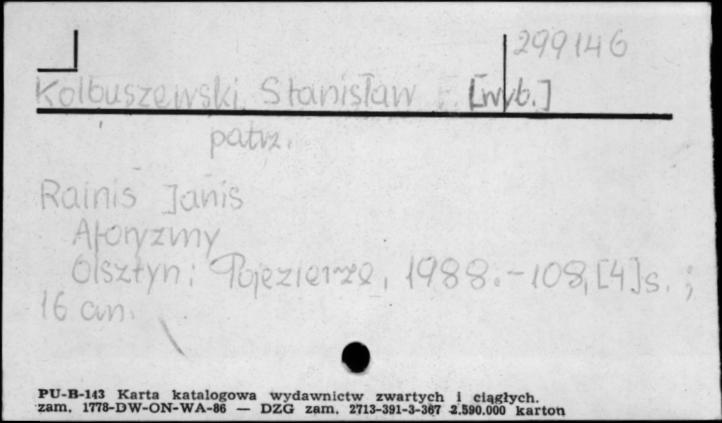 299146
Kolbuszewski, Stanisław [wyb.]
patrz.
Rainis Janis
Aforyzmy
Olsztyn: Pojezierze, 1988. - 108, [4] s. ;
16 cm.
PU-B-143 Karta katalogowa wydawnictw zwartych i ciągłych.
zam. 1778-DW-ON-WA-86 — DZG zam. 2713-391-3-367 2.590.000 karton